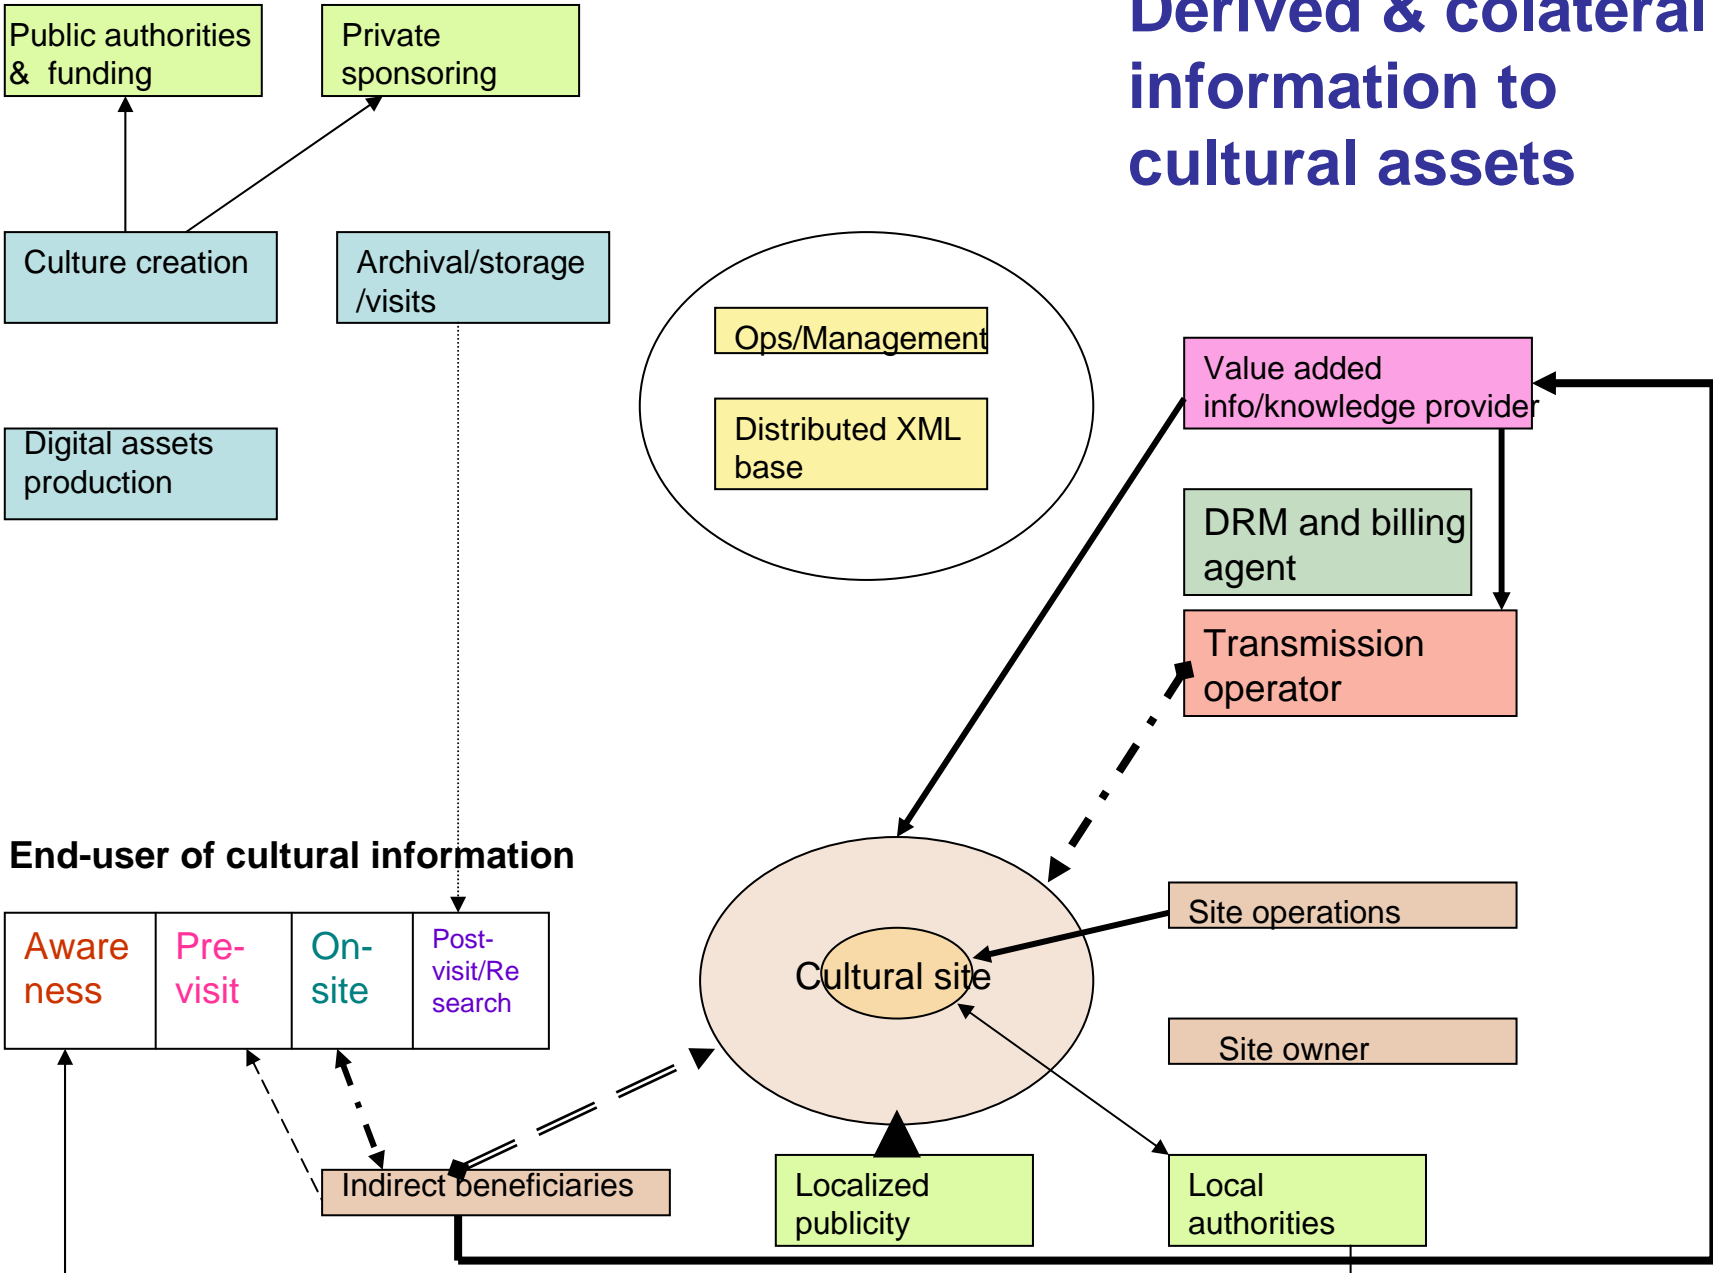 Derived & colateral
information to
cultural assets
Public authorities
& funding
Private
sponsoring
Culture creation
Archival/storage
/visits
Ops/Management
Distributed XML
base
Value added
info/knowledge provider
Digital assets
production
DRM and billing
agent
Transmission
operator
End-user of cultural information
Aware
ness
Pre-
visit
On-
site
Post-
visit/Re
search
Cultural site
Site operations
Site owner
Indirect beneficiaries
Localized
publicity
Local
authorities